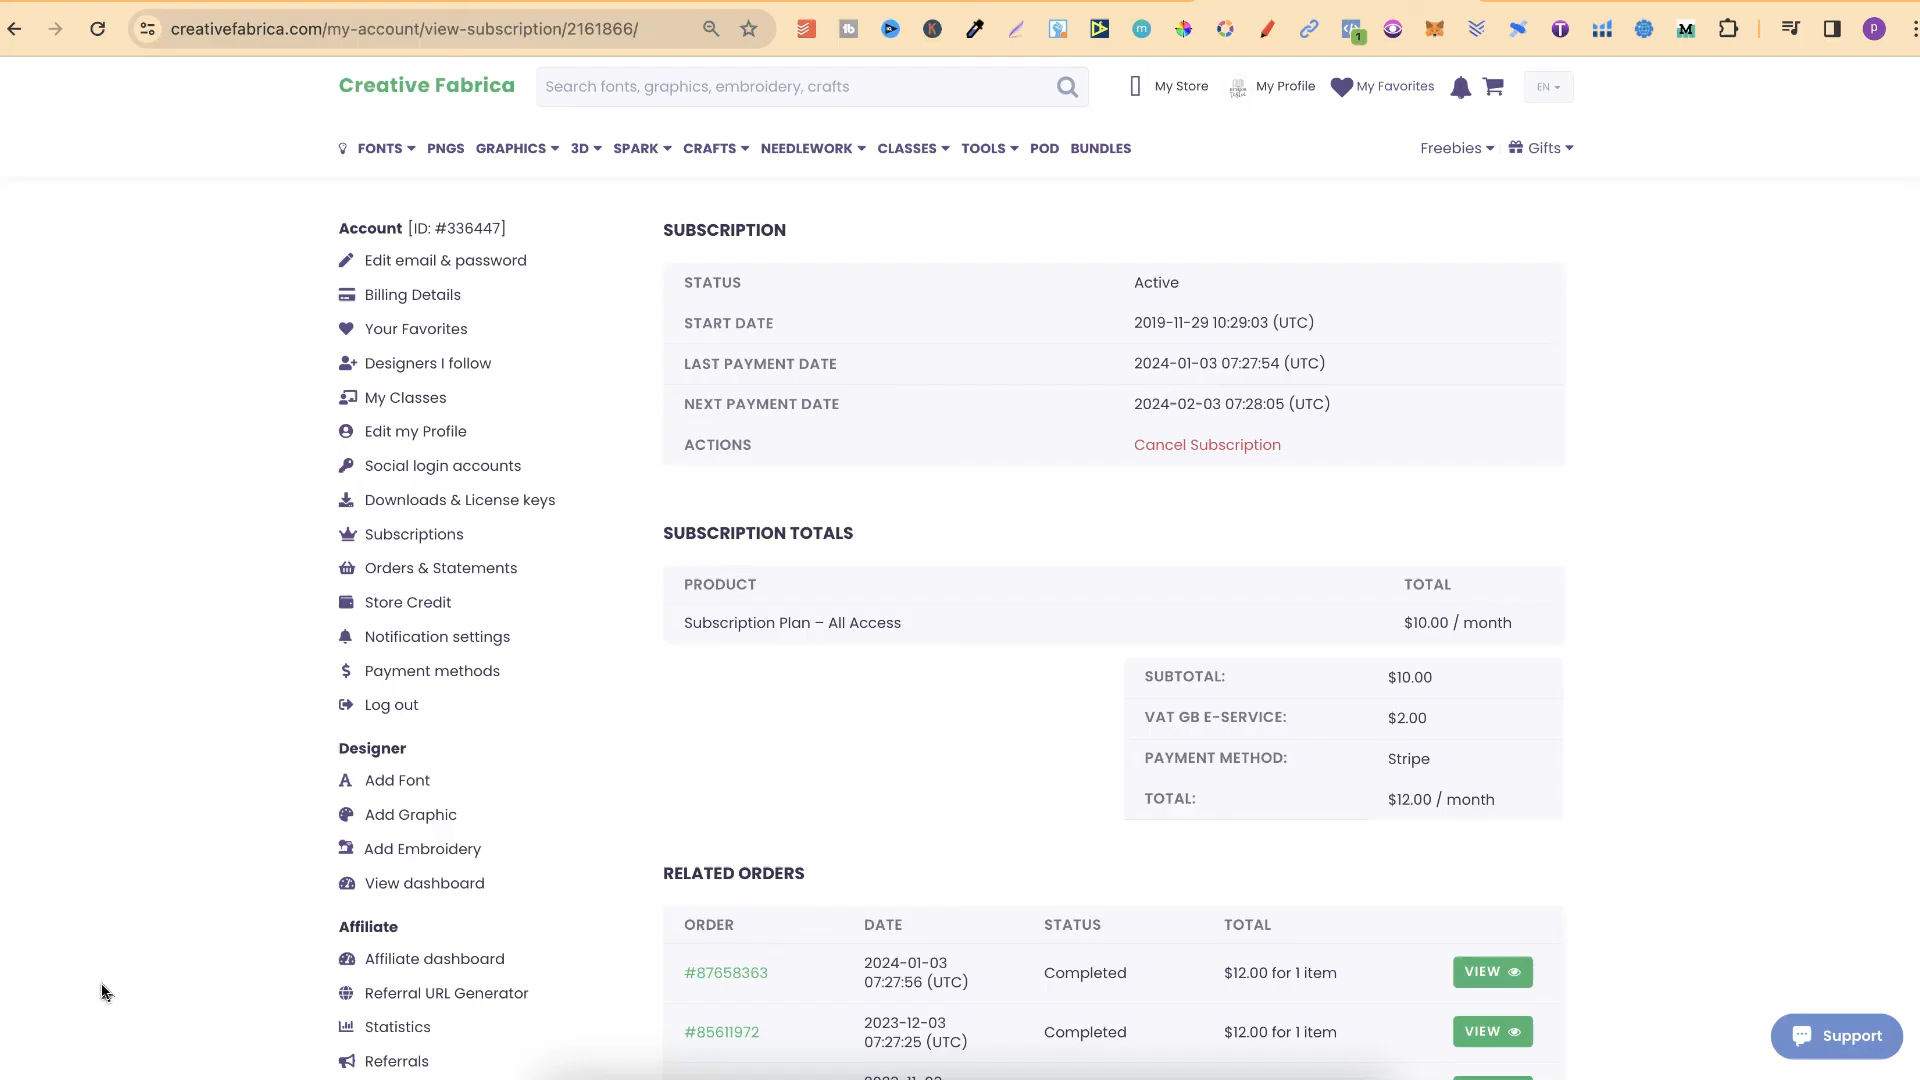 creativefabrica.com/my-account/view-subscription/2161866/
Creative Fabrica
Search fonts, graphics, embroidery, crafts
My Store
My Profile
My Favorites
EN
FONTS
PNGS
GRAPHICS
3D
SPARK
CRAFTS
NEEDLEWORK
CLASSES
TOOLS
POD
BUNDLES
Freebies
Gifts
Account [ID: #336447]
Edit email & password
Billing Details
Your Favorites
Designers I follow
My Classes
Edit my Profile
Social login accounts
Downloads & License keys
Subscriptions
Orders & Statements
Store Credit
Notification settings
Payment methods
Log out
Designer
Add Font
Add Graphic
Add Embroidery
View dashboard
Affiliate
Affiliate dashboard
Referral URL Generator
Statistics
Referrals
SUBSCRIPTION
STATUS Active
START DATE 2019-11-29 10:29:03 (UTC)
LAST PAYMENT DATE 2024-01-03 07:27:54 (UTC)
NEXT PAYMENT DATE 2024-02-03 07:28:05 (UTC)
ACTIONS Cancel Subscription
SUBSCRIPTION TOTALS
PRODUCT TOTAL
Subscription Plan – All Access $10.00 / month
SUBTOTAL: $10.00
VAT GB E-SERVICE: $2.00
PAYMENT METHOD: Stripe
TOTAL: $12.00 / month
RELATED ORDERS
ORDER DATE STATUS TOTAL
#87658363 2024-01-03 07:27:56 (UTC) Completed $12.00 for 1 item VIEW
#85611972 2023-12-03 07:27:25 (UTC) Completed $12.00 for 1 item VIEW
Support